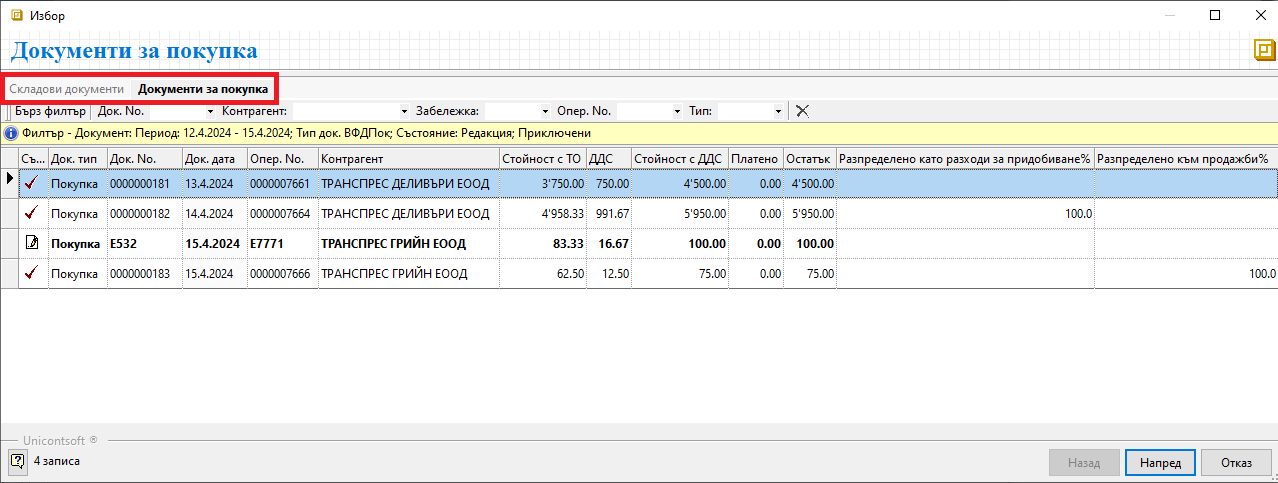 Избор
Документи за покупка
Складови документи Документи за покупка
Бърз филтър Док. No. Контрагент: Забележка: Опер. No. Тип:
Филтър - Документ: Период: 12.4.2024 - 15.4.2024; Тип док. ВФДПок; Състояние: Редакция; Приключени
Съ... Док. тип Док. No. Док. дата Опер. No. Контрагент Стойност с ТО ДДС Стойност с ДДС Платено Остатък Разпределено като разходи за придобиване% Разпределено към продажби%
Покупка 0000000181 13.4.2024 0000007661 ТРАНСПРЕС ДЕЛИВЪРИ ЕООД 3'750.00 750.00 4'500.00 0.00 4'500.00
Покупка 0000000182 14.4.2024 0000007664 ТРАНСПРЕС ДЕЛИВЪРИ ЕООД 4'958.33 991.67 5'950.00 0.00 5'950.00 100.0
Покупка E532 15.4.2024 E7771 ТРАНСПРЕС ГРИЙН ЕООД 83.33 16.67 100.00 0.00 100.00
Покупка 0000000183 15.4.2024 0000007666 ТРАНСПРЕС ГРИЙН ЕООД 62.50 12.50 75.00 0.00 75.00 100.0
Unicontsoft ®
4 записа Назад Напред Отказ